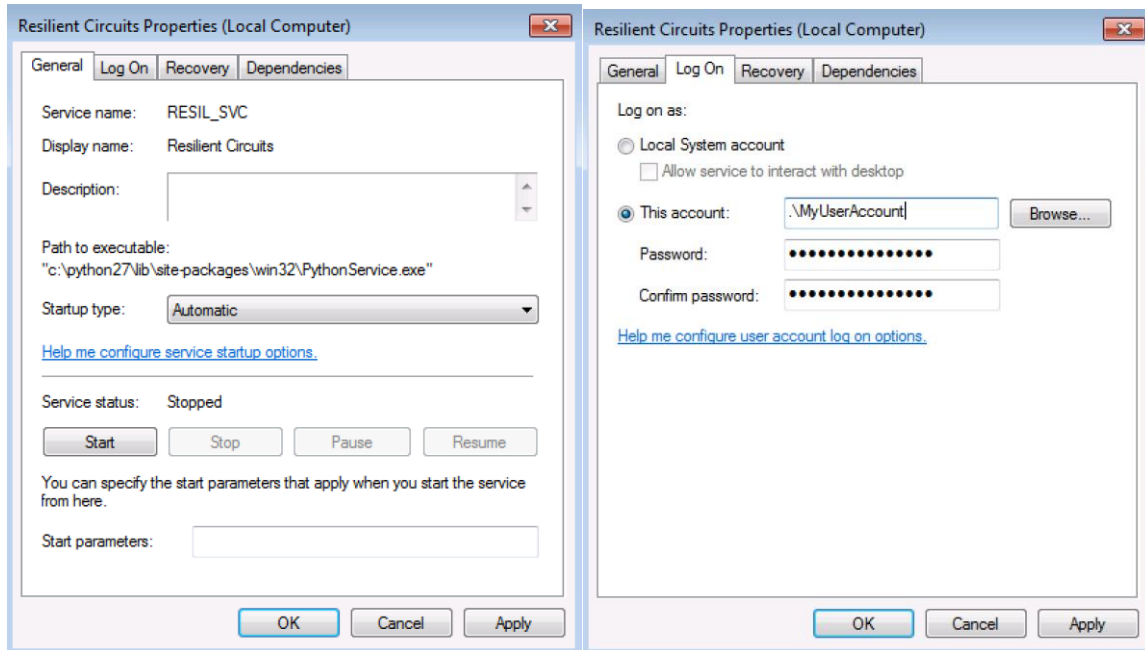 Resilient Circuits Properties (Local Computer)
General Log On Recovery Dependencies
Service name: RESIL_SVC
Display name: Resilient Circuits
Description:
Path to executable:
"c:\python27\lib\site-packages\win32\PythonService.exe"
Startup type: Automatic
Help me configure service startup options.
Service status: Stopped
Start Stop Pause Resume
You can specify the start parameters that apply when you start the service
from here.
Start parameters:
OK Cancel Apply
Resilient Circuits Properties (Local Computer)
General Log On Recovery Dependencies
Log on as:
Local System account
Allow service to interact with desktop
This account: .\MyUserAccount Browse...
Password: •••••••••••••••
Confirm password: •••••••••••••••
Help me configure user account log on options.
OK Cancel Apply